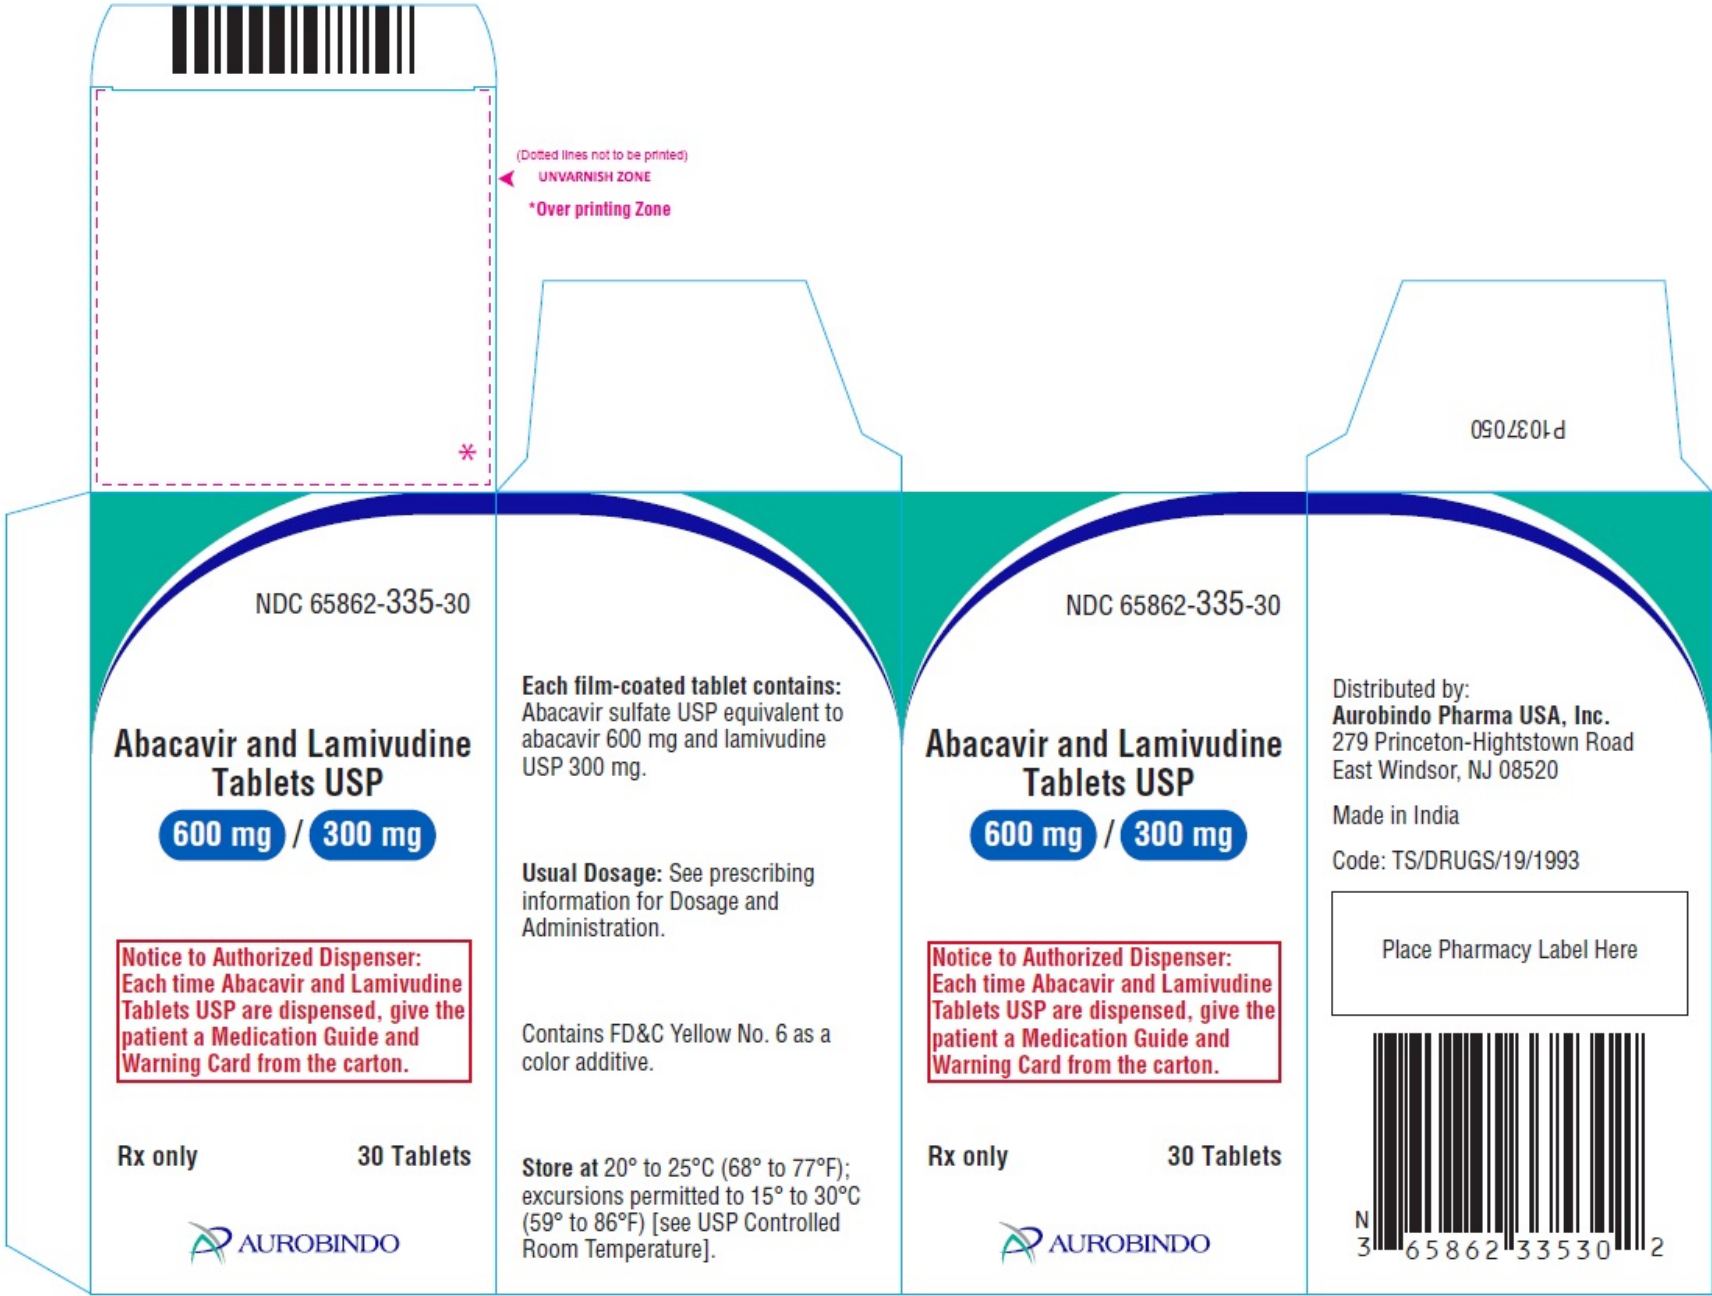 (Dotted lines not to be printed)
UNVARNISH ZONE
*Over printing Zone
*
P1037050
NDC 65862-335-30
Abacavir and Lamivudine
Tablets USP
600 mg / 300 mg
Notice to Authorized Dispenser:
Each time Abacavir and Lamivudine
Tablets USP are dispensed, give the
patient a Medication Guide and
Warning Card from the carton.
Rx only 30 Tablets
AUROBINDO
Each film-coated tablet contains:
Abacavir sulfate USP equivalent to
abacavir 600 mg and lamivudine
USP 300 mg.
Usual Dosage: See prescribing
information for Dosage and
Administration.
Contains FD&C Yellow No. 6 as a
color additive.
Store at 20° to 25°C (68° to 77°F);
excursions permitted to 15° to 30°C
(59° to 86°F) [see USP Controlled
Room Temperature].
NDC 65862-335-30
Abacavir and Lamivudine
Tablets USP
600 mg / 300 mg
Notice to Authorized Dispenser:
Each time Abacavir and Lamivudine
Tablets USP are dispensed, give the
patient a Medication Guide and
Warning Card from the carton.
Rx only 30 Tablets
AUROBINDO
Distributed by:
Aurobindo Pharma USA, Inc.
279 Princeton-Hightstown Road
East Windsor, NJ 08520
Made in India
Code: TS/DRUGS/19/1993
Place Pharmacy Label Here
N
3 65862 33530 2